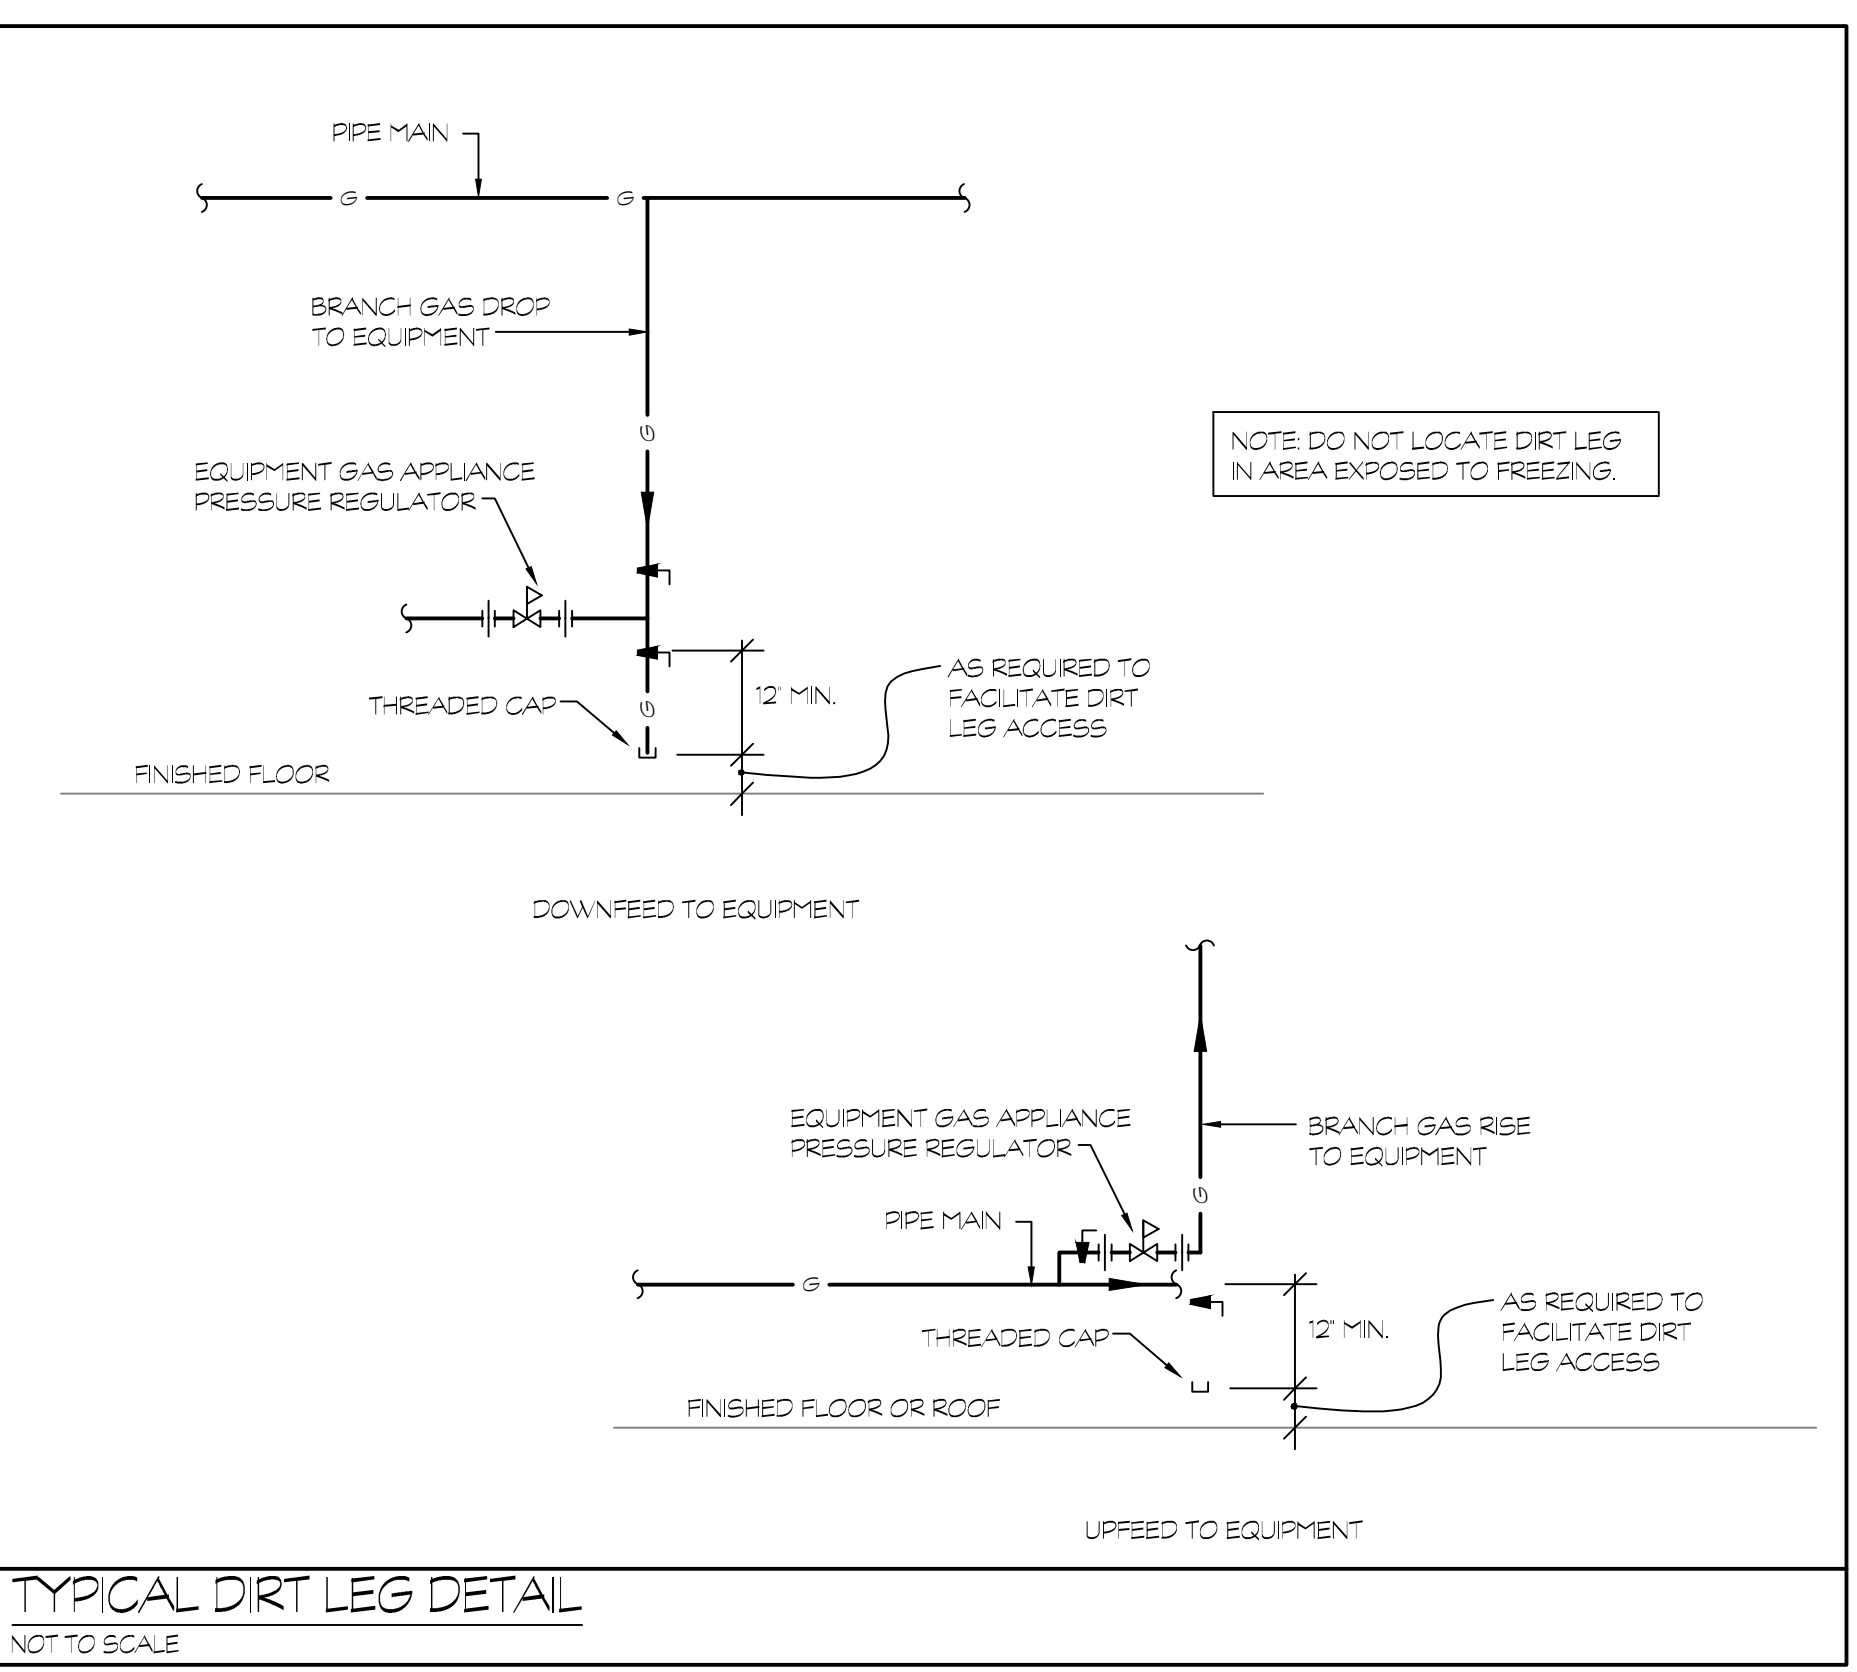 PIPE MAIN
G G
BRANCH GAS DROP
TO EQUIPMENT
G
EQUIPMENT GAS APPLIANCE
PRESSURE REGULATOR
NOTE: DO NOT LOCATE DIRT LEG
IN AREA EXPOSED TO FREEZING.
12" MIN.
AS REQUIRED TO
FACILITATE DIRT
LEG ACCESS
THREADED CAP
G
FINISHED FLOOR
DOWNFEED TO EQUIPMENT
EQUIPMENT GAS APPLIANCE
PRESSURE REGULATOR
BRANCH GAS RISE
TO EQUIPMENT
G
PIPE MAIN
G
THREADED CAP
12" MIN.
AS REQUIRED TO
FACILITATE DIRT
LEG ACCESS
FINISHED FLOOR OR ROOF
UPFEED TO EQUIPMENT
TYPICAL DIRT LEG DETAIL
NOT TO SCALE